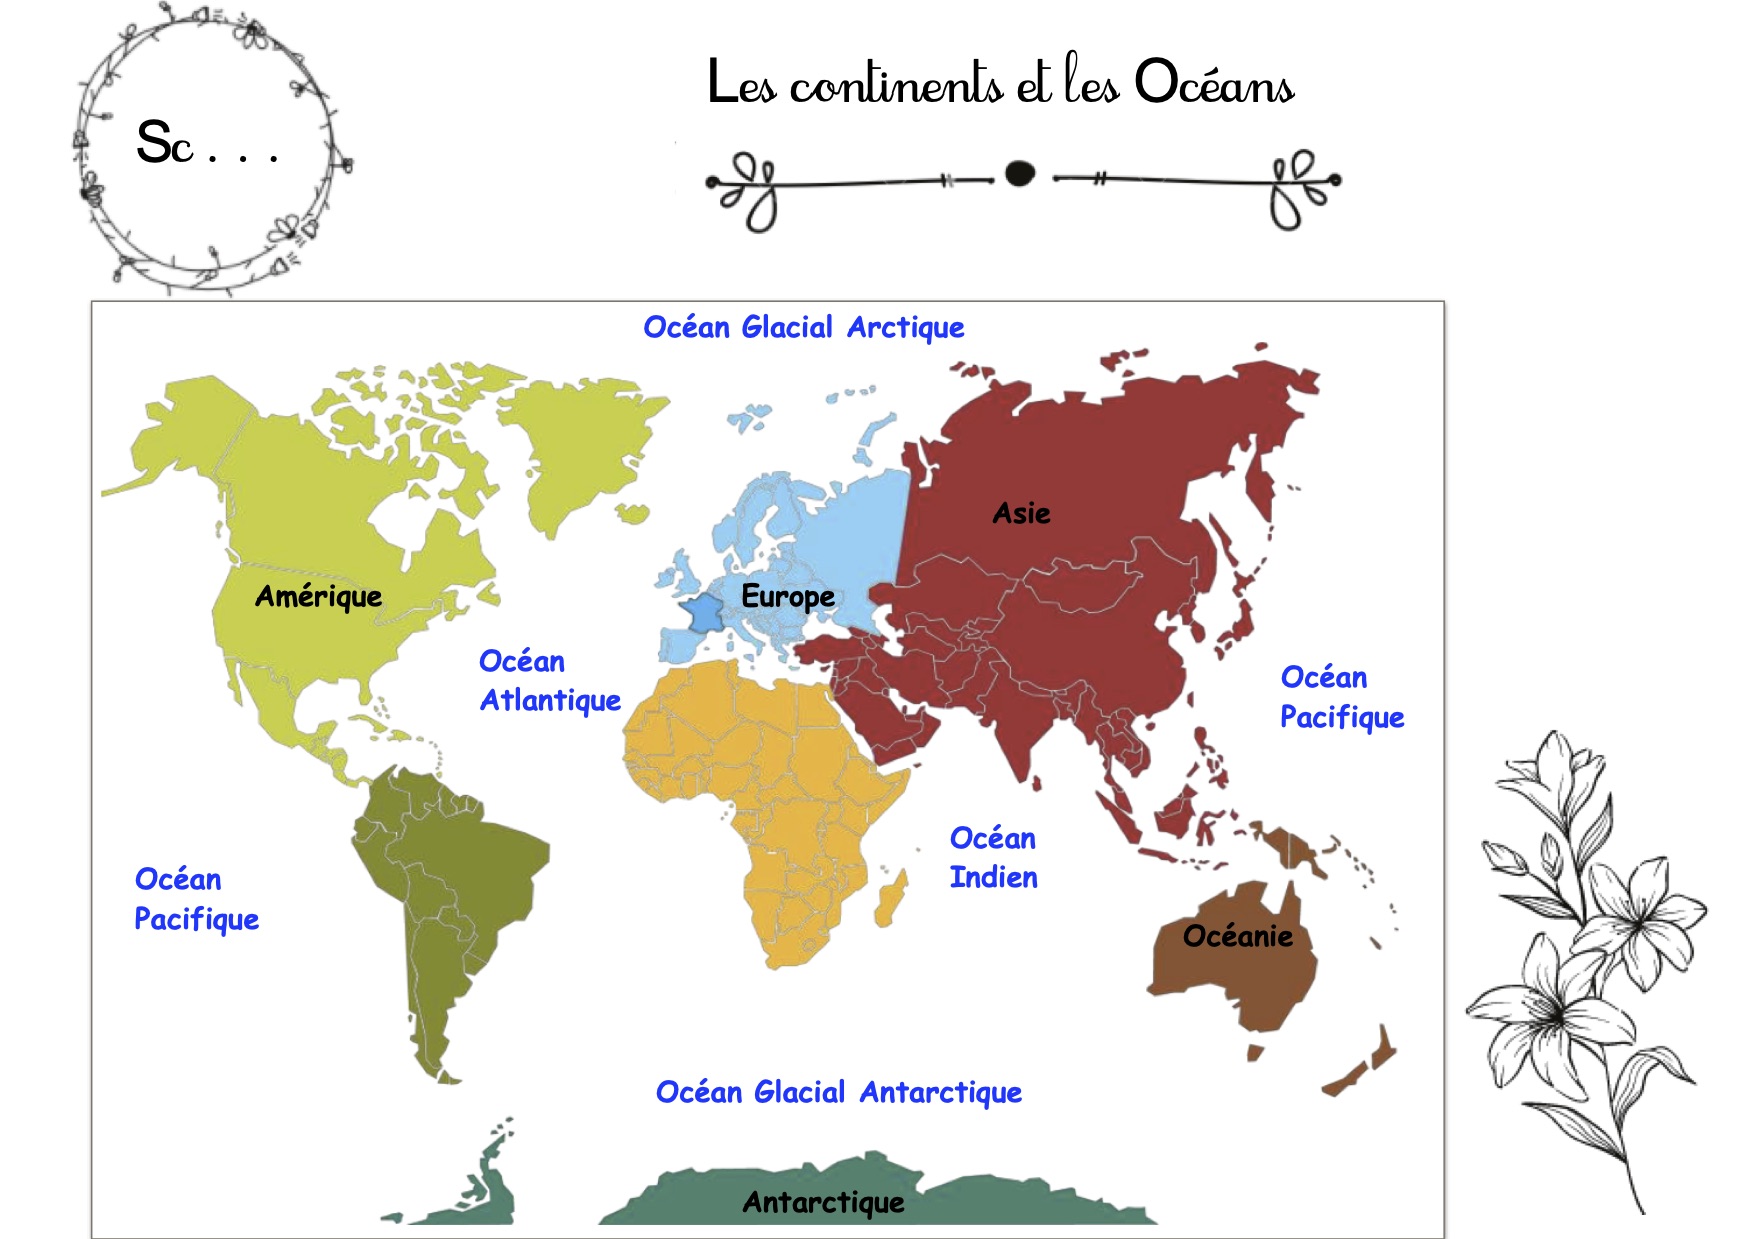 Les continents et les Océans
Sc . . .
Océan Glacial Arctique
Asie
Amérique
Europe
Océan
Atlantique
Océan
Pacifique
Océan
Indien
Océan
Pacifique
Océanie
Océan Glacial Antarctique
Antarctique